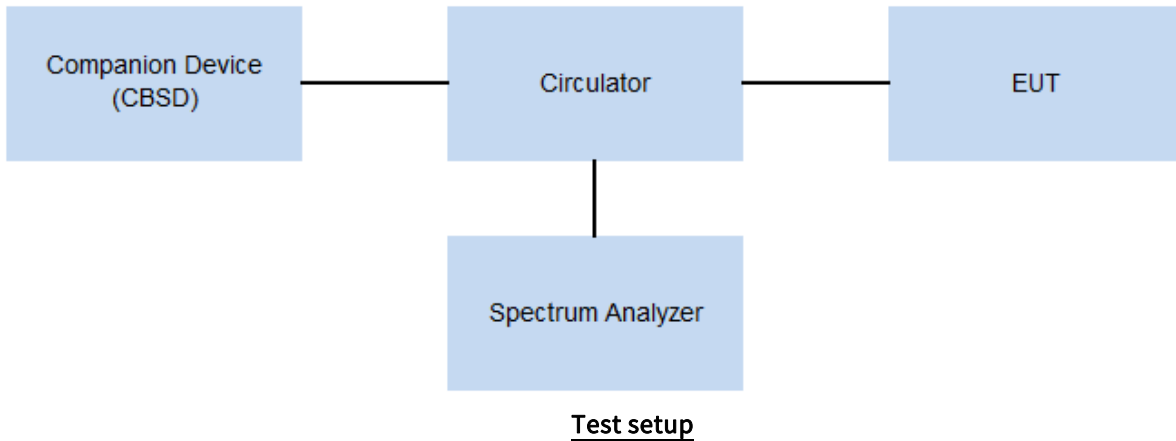 Companion Device
(CBSD)
Circulator
EUT
Spectrum Analyzer
Test setup